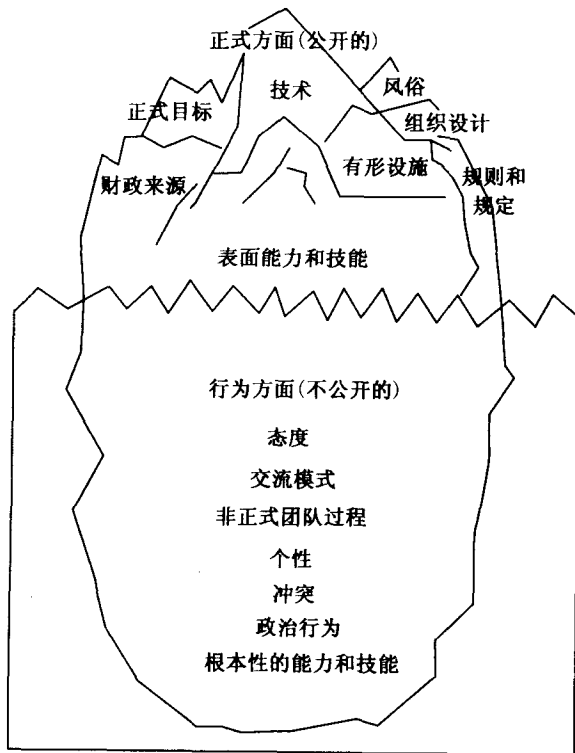 正式方面(公开的)
技术
风俗
正式目标
组织设计
财政来源
有形设施
规则和
规定
表面能力和技能
行为方面(不公开的)
态度
交流模式
非正式团队过程
个性
冲突
政治行为
根本性的能力和技能